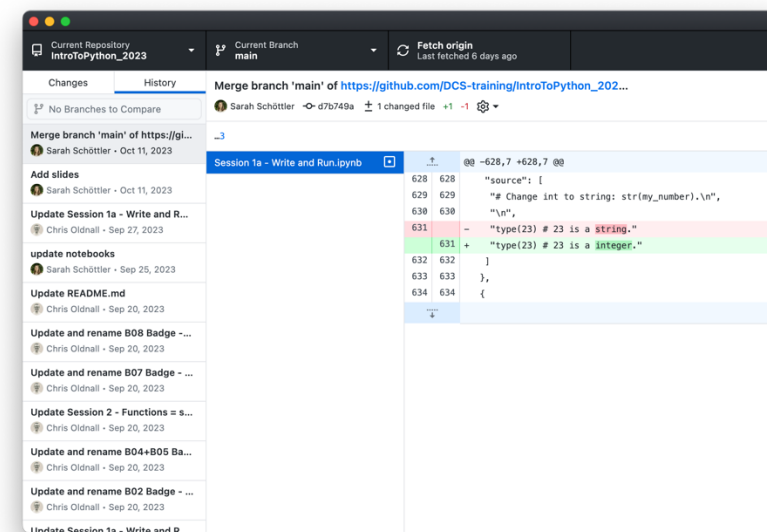 Current Repository
IntroToPython_2023
Current Branch
main
Fetch origin
Last fetched 6 days ago
Changes
History
No Branches to Compare
Merge branch 'main' of https://gi...
Sarah Schöttler • Oct 11, 2023
Add slides
Sarah Schöttler • Oct 11, 2023
Update Session 1a - Write and R...
Chris Oldnall • Sep 27, 2023
update notebooks
Sarah Schöttler • Sep 25, 2023
Update README.md
Chris Oldnall • Sep 20, 2023
Update and rename B08 Badge -...
Chris Oldnall • Sep 20, 2023
Update and rename B07 Badge - ...
Chris Oldnall • Sep 20, 2023
Update Session 2 - Functions = s...
Chris Oldnall • Sep 20, 2023
Update and rename B04+B05 Ba...
Chris Oldnall • Sep 20, 2023
Update and rename B02 Badge - ...
Chris Oldnall • Sep 20, 2023
Update Session 1a - Write and R
Merge branch 'main' of https://github.com/DCS-training/IntroToPython_202...
Sarah Schöttler d7b749a 1 changed file +1 -1
…3
Session 1a - Write and Run.ipynb
@@ -628,7 +628,7 @@
628 628 "source": [
629 629 "# Change int to string: str(my_number).\n",
630 630 "\n",
631 - "type(23) # 23 is a string."
631 + "type(23) # 23 is a integer."
632 632 ]
633 633 },
634 634 {